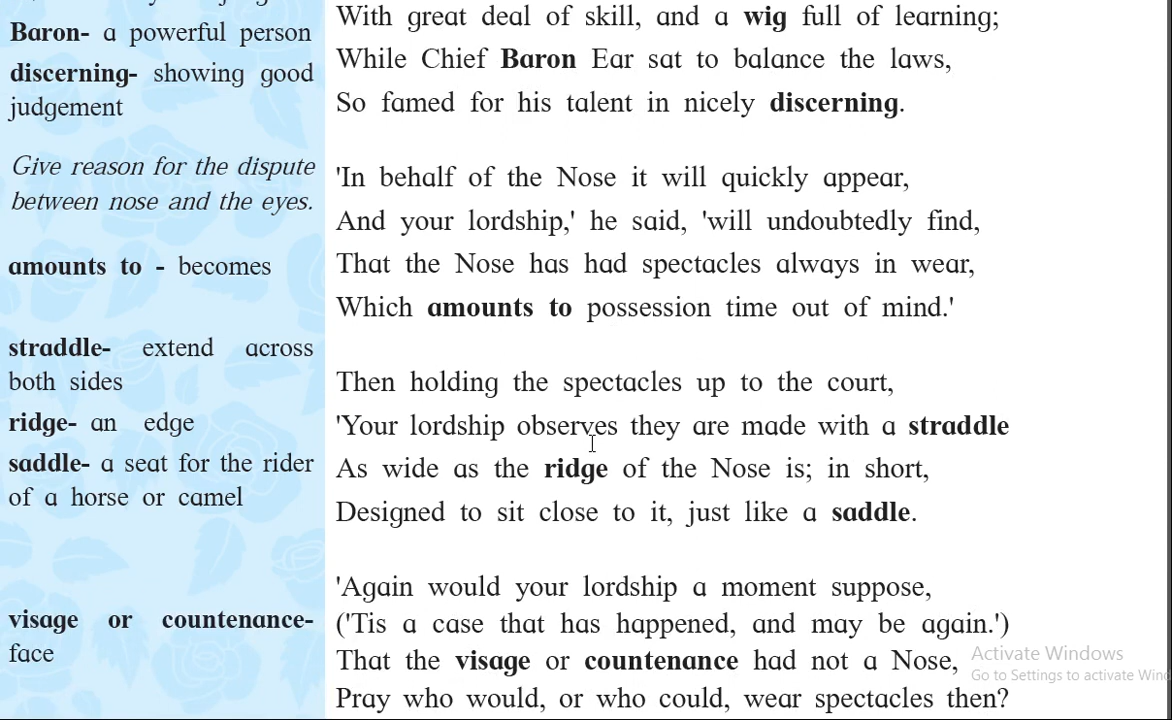 Baron- a powerful person
discerning- showing good
judgement
Give reason for the dispute
between nose and the eyes.
amounts to - becomes
straddle- extend across
both sides
ridge- an edge
saddle- a seat for the rider
of a horse or camel
visage or countenance-
face
With great deal of skill, and a wig full of learning;
While Chief Baron Ear sat to balance the laws,
So famed for his talent in nicely discerning.
'In behalf of the Nose it will quickly appear,
And your lordship,' he said, 'will undoubtedly find,
That the Nose has had spectacles always in wear,
Which amounts to possession time out of mind.'
Then holding the spectacles up to the court,
'Your lordship observes they are made with a straddle
As wide as the ridge of the Nose is; in short,
Designed to sit close to it, just like a saddle.
'Again would your lordship a moment suppose,
('Tis a case that has happened, and may be again.')
That the visage or countenance had not a Nose,
Pray who would, or who could, wear spectacles then?
Activate Windows
Go to Settings to activate